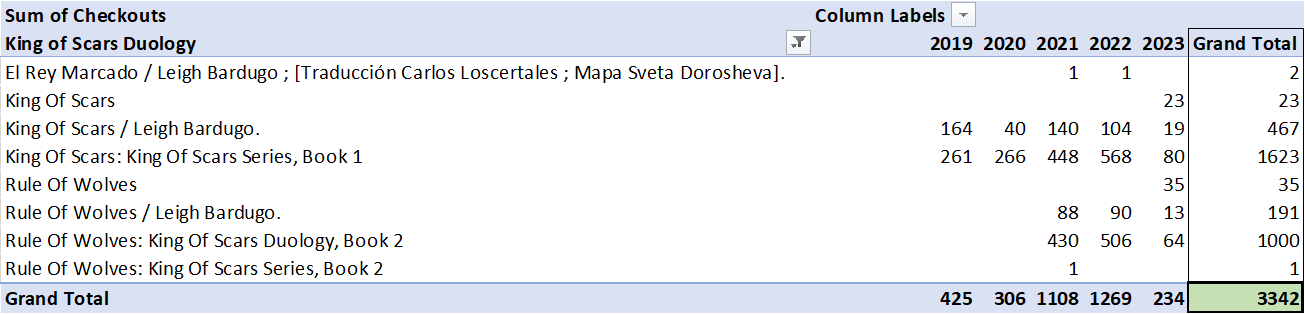 Sum of Checkouts Column Labels
King of Scars Duology 2019 2020 2021 2022 2023 Grand Total
El Rey Marcado / Leigh Bardugo ; [Traducción Carlos Loscertales ; Mapa Sveta Dorosheva]. 1 1 2
King Of Scars 23 23
King Of Scars / Leigh Bardugo. 164 40 140 104 19 467
King Of Scars: King Of Scars Series, Book 1 261 266 448 568 80 1623
Rule Of Wolves 35 35
Rule Of Wolves / Leigh Bardugo. 88 90 13 191
Rule Of Wolves: King Of Scars Duology, Book 2 430 506 64 1000
Rule Of Wolves: King Of Scars Series, Book 2 1 1
Grand Total 425 306 1108 1269 234 3342